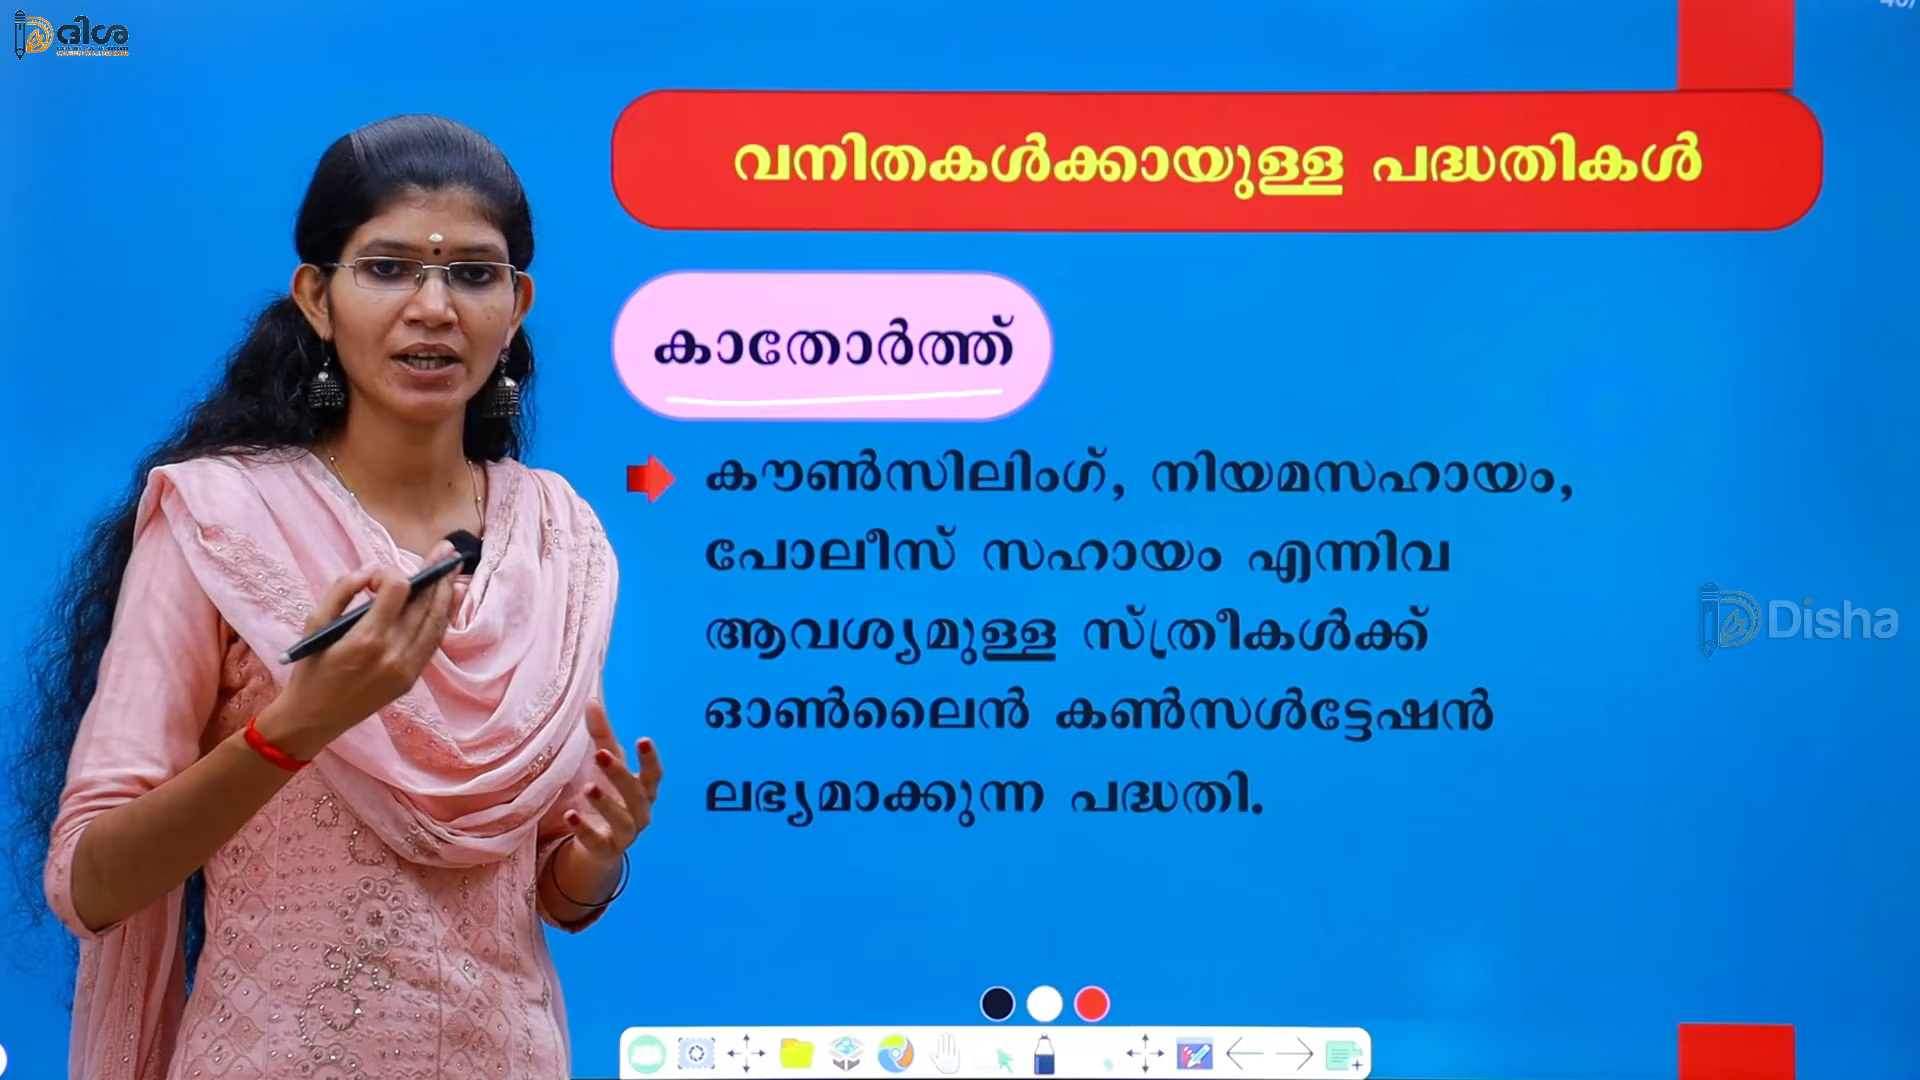 ദിശ
വനിതകൾക്കായുള്ള പദ്ധതികൾ
കാതോർത്ത്
കൗൺസിലിംഗ്, നിയമസഹായം,
പോലീസ് സഹായം എന്നിവ
ആവശ്യമുള്ള സ്ത്രീകൾക്ക്
ഓൺലൈൻ കൺസൾട്ടേഷൻ
ലഭ്യമാക്കുന്ന പദ്ധതി.
Disha